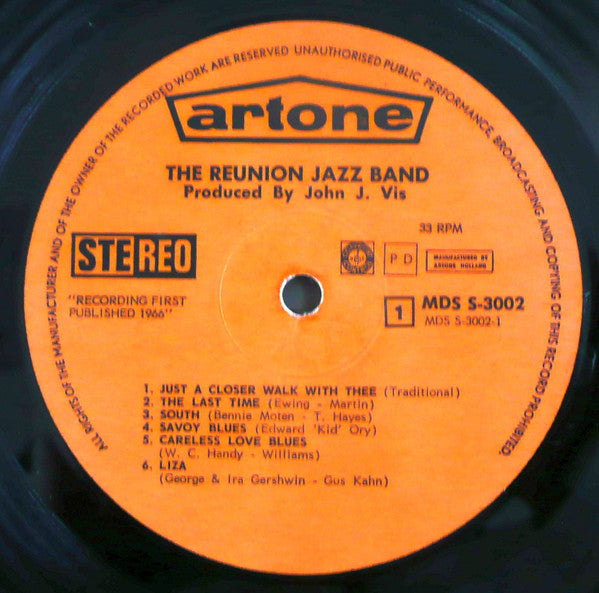 ALL RIGHTS OF THE MANUFACTURER AND OF THE OWNER OF THE RECORDED WORK ARE RESERVED UNAUTHORISED PUBLIC PERFORMANCE, BROADCASTING AND COPYING OF THIS RECORD PROHIBITED.
artone
THE REUNION JAZZ BAND
Produced By John J. Vis
33 RPM
STEREO
P D
MANUFACTURED BY
ARTONE HOLLAND
"RECORDING FIRST
PUBLISHED 1966"
1
MDS S-3002
MDS S-3002-1
1. JUST A CLOSER WALK WITH THEE (Traditional)
2. THE LAST TIME (Ewing - Martin)
3. SOUTH (Bennie Moten - T. Hayes)
4. SAVOY BLUES (Edward 'Kid' Ory)
5. CARELESS LOVE BLUES
(W. C. Handy - Williams)
6. LIZA
(George & Ira Gershwin - Gus Kahn)